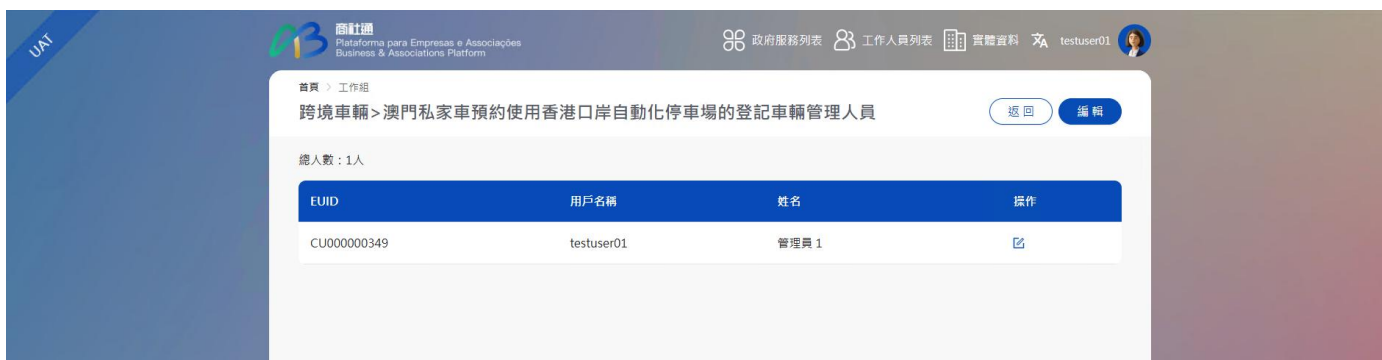 UAT
商社通
Plataforma para Empresas e Associações
Business & Associations Platform
政府服務列表 工作人員列表 實體資料 testuser01
首頁 > 工作組
跨境車輛>澳門私家車預約使用香港口岸自動化停車場的登記車輛管理人員
返回 編輯
總人數：1人
EUID 用戶名稱 姓名 操作
CU000000349 testuser01 管理員 1